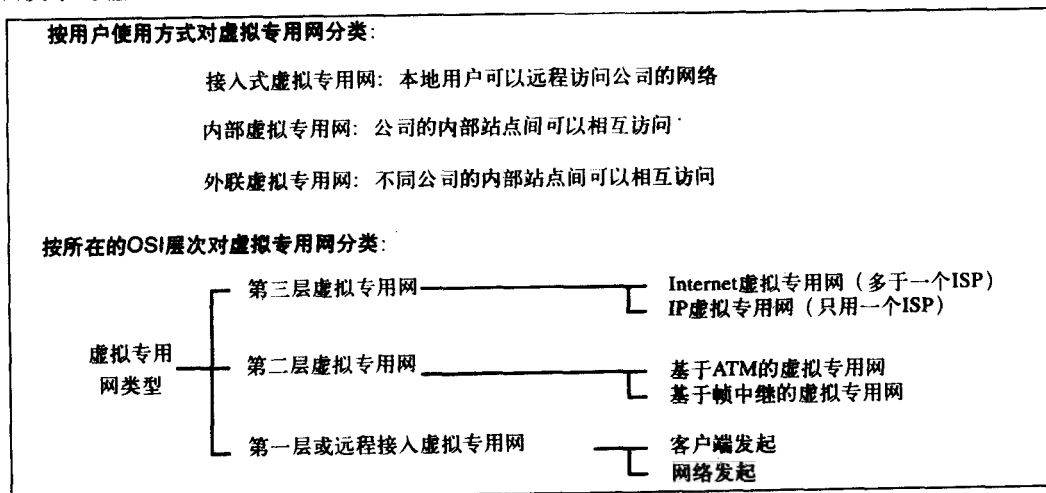 按用户使用方式对虚拟专用网分类:
接入式虚拟专用网: 本地用户可以远程访问公司的网络
内部虚拟专用网: 公司的内部站点间可以相互访问
外联虚拟专用网: 不同公司的内部站点间可以相互访问
按所在的OSI层次对虚拟专用网分类:
虚拟专用
网类型
第三层虚拟专用网
Internet虚拟专用网（多于一个ISP）
IP虚拟专用网（只用一个ISP）
第二层虚拟专用网
基于ATM的虚拟专用网
基于帧中继的虚拟专用网
第一层或远程接入虚拟专用网
客户端发起
网络发起